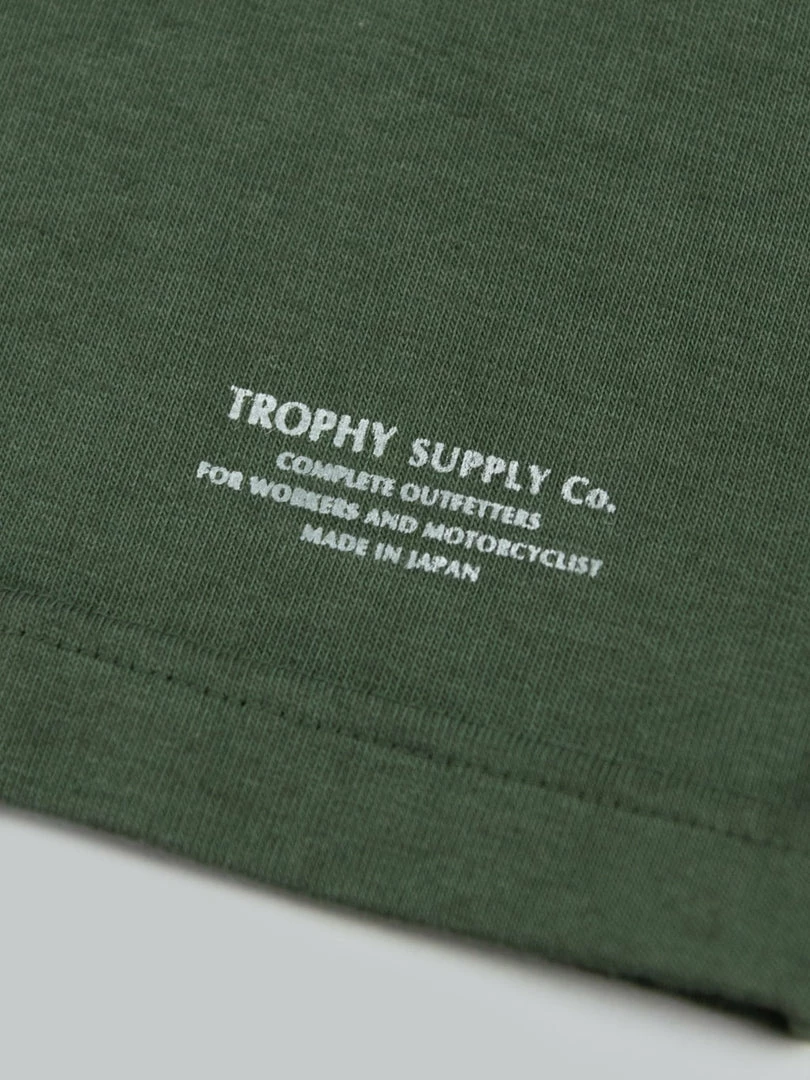 TROPHY SUPPLY Co.
COMPLETE OUTFETTERS
FOR WORKERS AND MOTORCYCLIST
MADE IN JAPAN